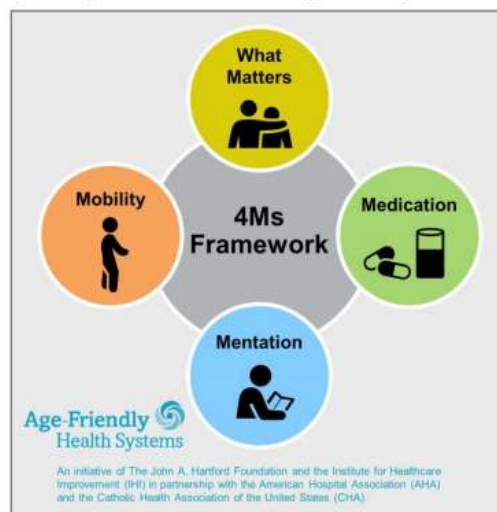 What
Matters
Mobility
4Ms
Framework
Medication
Mentation
Age-Friendly
Health Systems
An initiative of The John A. Hartford Foundation and the Institute for Healthcare
Improvement (IHI) in partnership with the American Hospital Association (AHA)
and the Catholic Health Association of the United States (CHA).